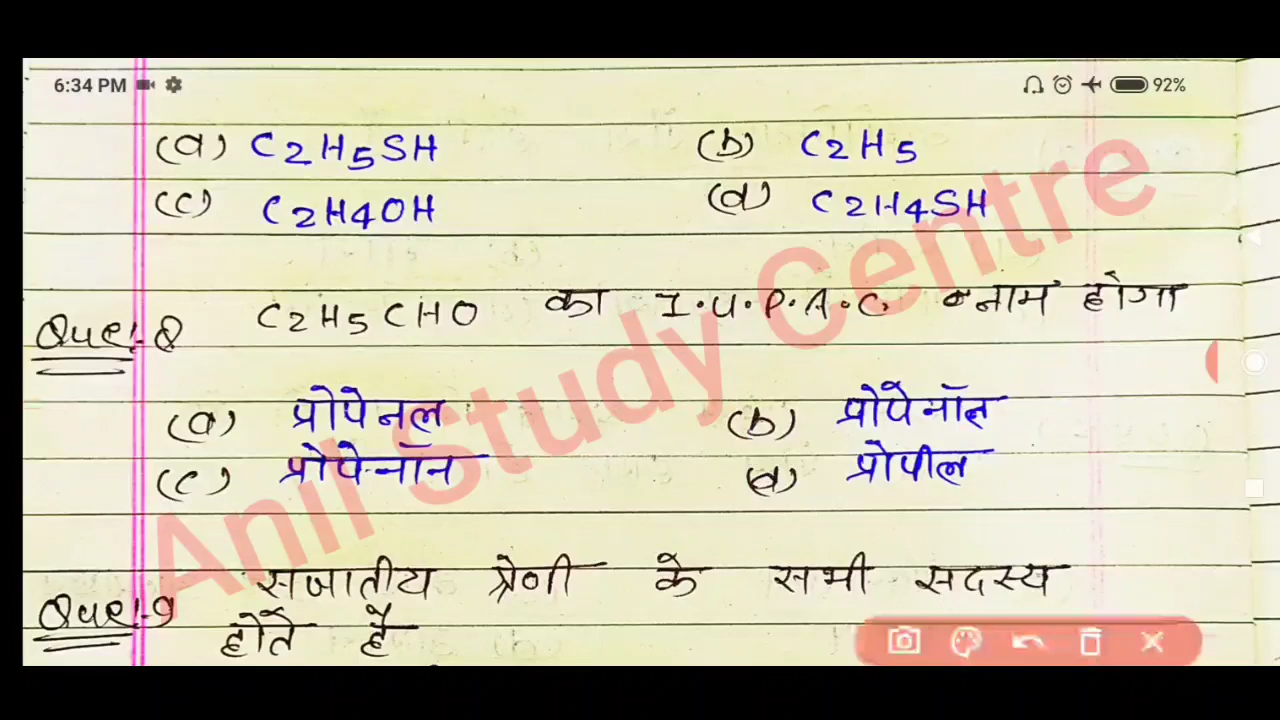 6:34 PM 92%
(a) C2H5SH (b) C2H5
(c) C2H4OH (d) C2H4SH
Que:-8 C2H5CHO का I.U.P.A.C. नाम होगा
(a) प्रोपेनल (b) प्रोपेनॉल
(c) प्रोपेनॉन (d) प्रोपील
Que:-9 सजातीय श्रेणी के सभी सदस्य
होते है
Anil Study Centre